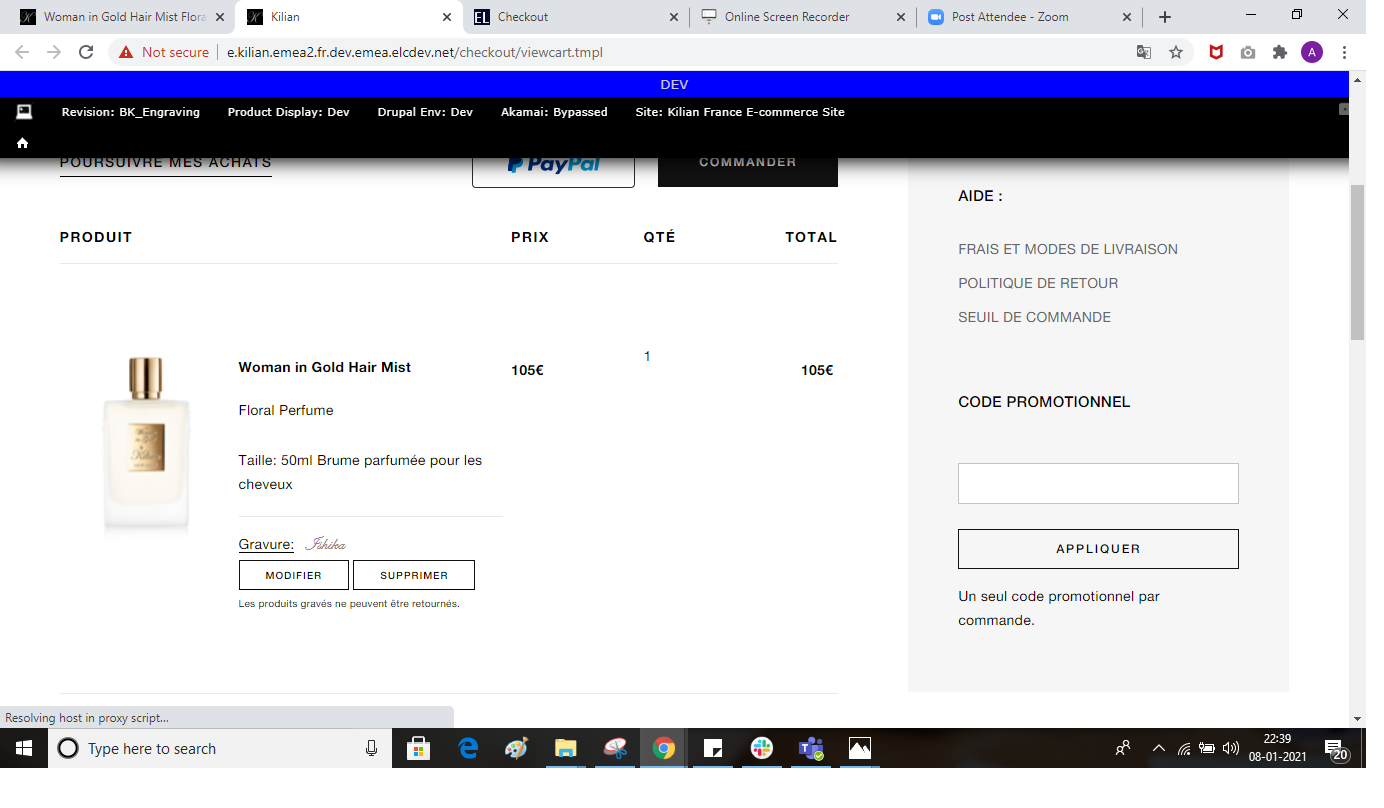 Woman in Gold Hair Mist Flora
Kilian
EL Checkout
Online Screen Recorder
Post Attendee - Zoom
Not secure
e.kilian.emea2.fr.dev.emea.elcdev.net/checkout/viewcart.tmpl
A
DEV
Revision: BK_Engraving Product Display: Dev Drupal Env: Dev Akamai: Bypassed Site: Kilian France E-commerce Site
POURSUIVRE MES ACHATS
PayPal
COMMANDER
PRODUIT PRIX QTÉ TOTAL
Woman in Gold Hair Mist 105€ 1 105€
Floral Perfume
Taille: 50ml Brume parfumée pour les
cheveux
Gravure: Ishika
MODIFIER SUPPRIMER
Les produits gravés ne peuvent être retournés.
AIDE :
FRAIS ET MODES DE LIVRAISON
POLITIQUE DE RETOUR
SEUIL DE COMMANDE
CODE PROMOTIONNEL
APPLIQUER
Un seul code promotionnel par
commande.
Resolving host in proxy script...
Type here to search
22:39
08-01-2021
20